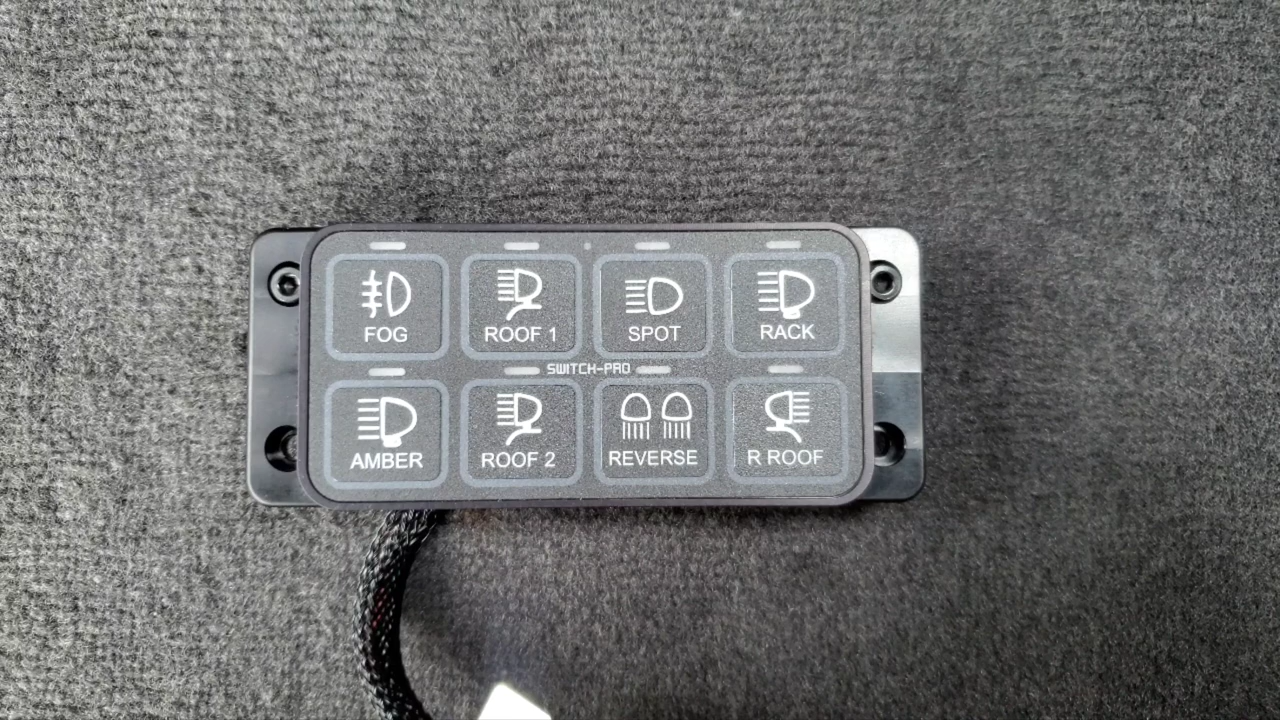 FOG
ROOF 1
SPOT
RACK
SWITCH-PRO
AMBER
ROOF 2
REVERSE
R ROOF